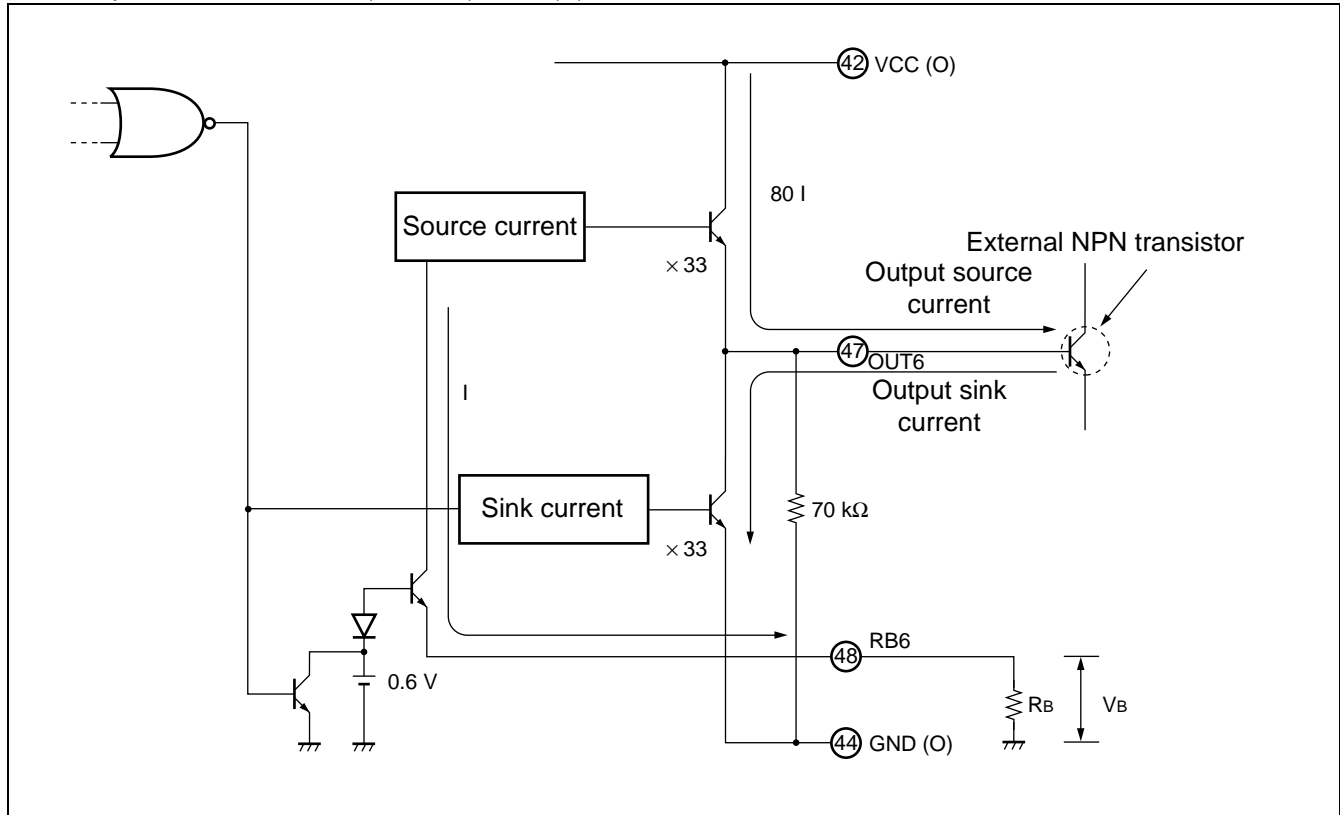 42 VCC (O)
80 I
Source current
External NPN transistor
× 33
Output source
current
47
OUT6
Output sink
current
I
Sink current
70 kΩ
× 33
RB6
48
0.6 V
RB
VB
44 GND (O)